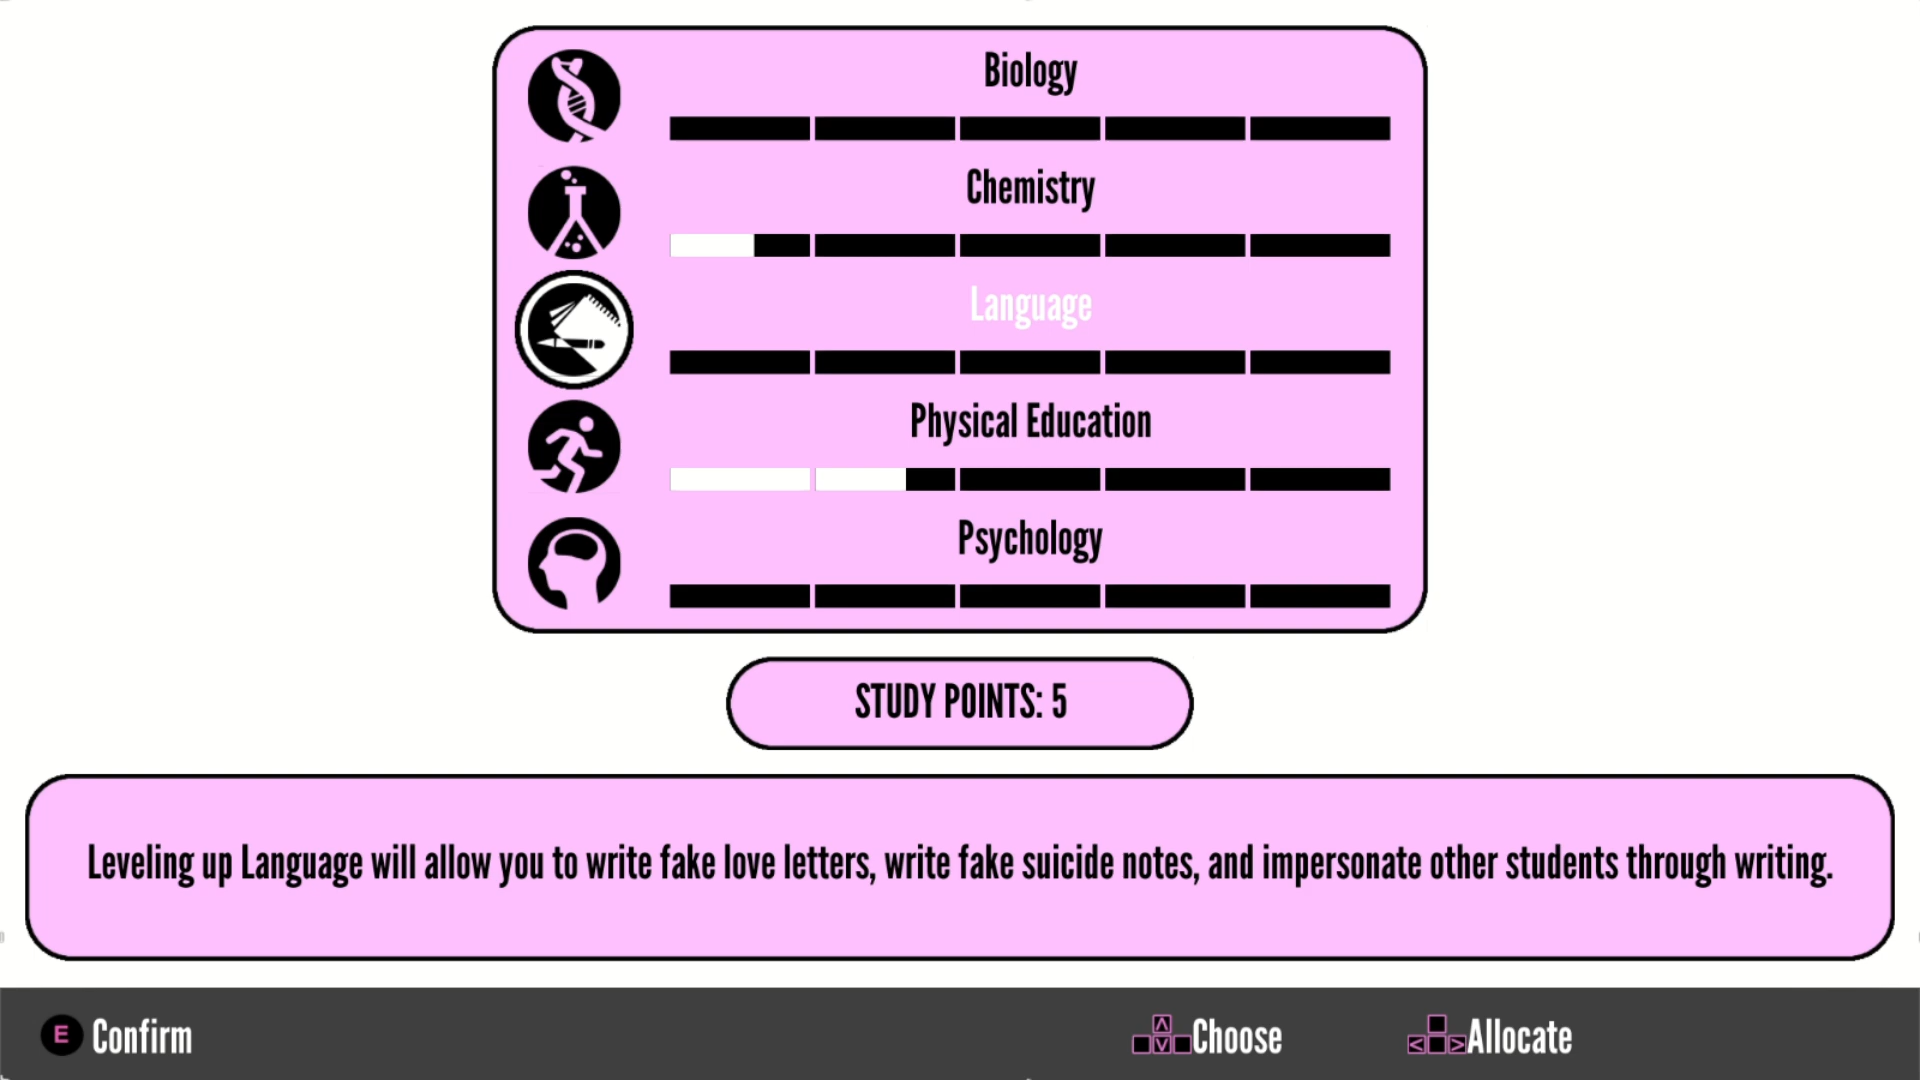 Biology
Chemistry
Language
Physical Education
Psychology
STUDY POINTS: 5
Leveling up Language will allow you to write fake love letters, write fake suicide notes, and impersonate other students through writing.
E Confirm
Choose
Allocate